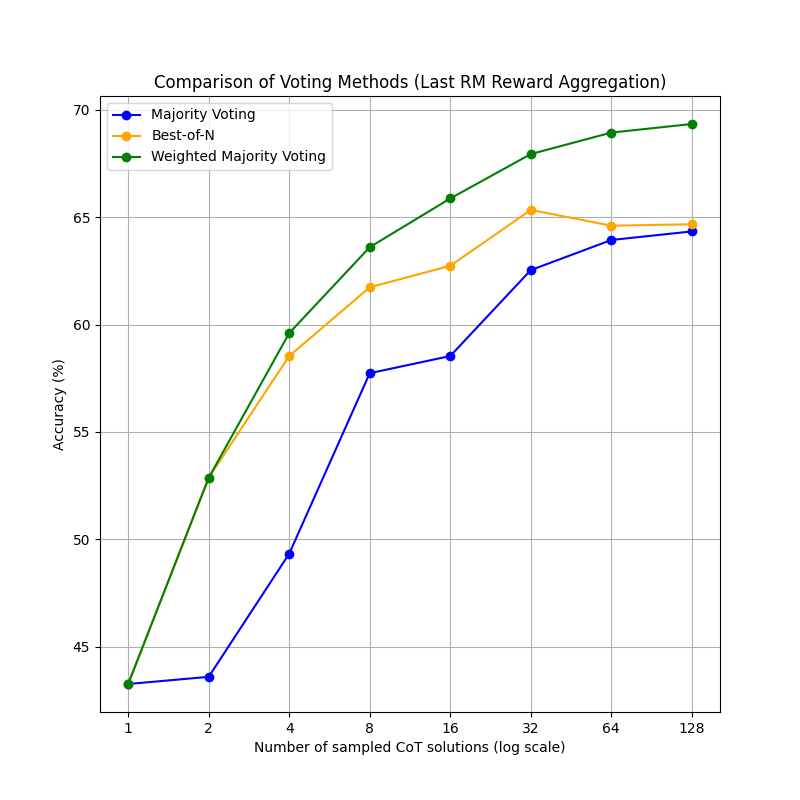 Comparison of Voting Methods (Last RM Reward Aggregation)
Majority Voting
Best-of-N
Weighted Majority Voting
70
65
60
55
50
45
Accuracy (%)
1 2 4 8 16 32 64 128
Number of sampled CoT solutions (log scale)